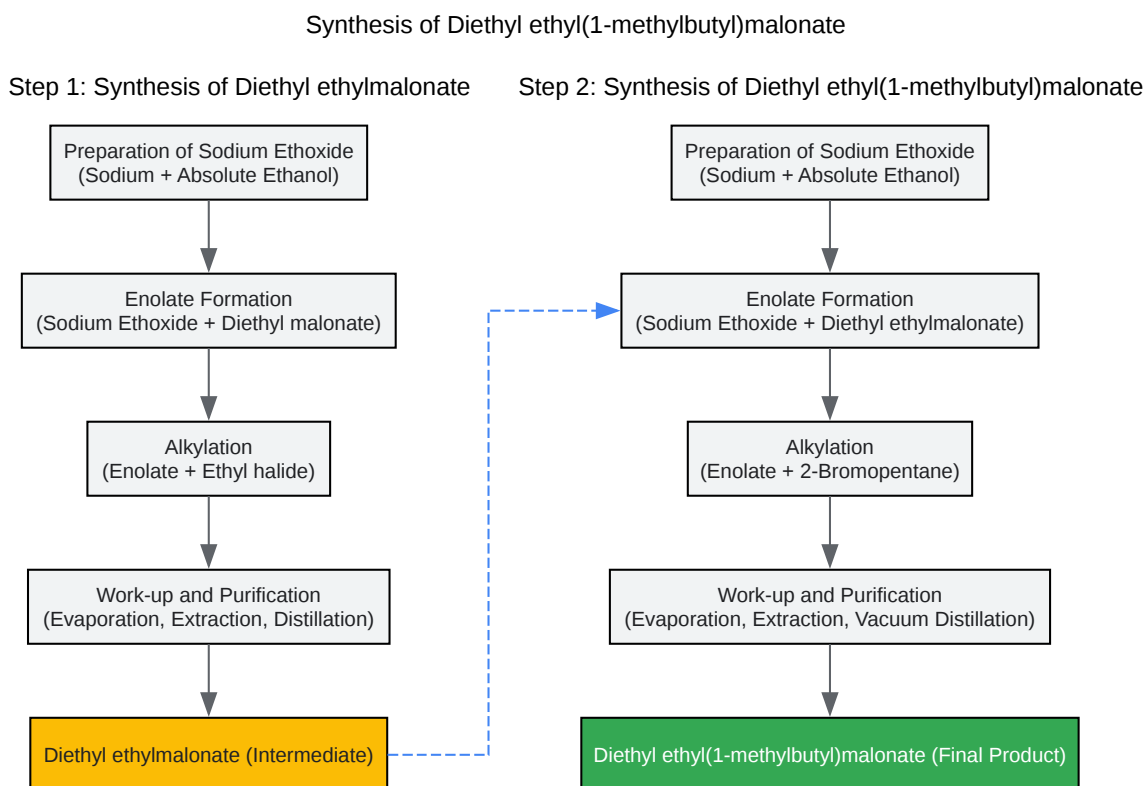 Synthesis of Diethyl ethyl(1-methylbutyl)malonate
Step 1: Synthesis of Diethyl ethylmalonate
Preparation of Sodium Ethoxide
(Sodium + Absolute Ethanol)
Enolate Formation
(Sodium Ethoxide + Diethyl malonate)
Alkylation
(Enolate + Ethyl halide)
Work-up and Purification
(Evaporation, Extraction, Distillation)
Diethyl ethylmalonate (Intermediate)
Step 2: Synthesis of Diethyl ethyl(1-methylbutyl)malonate
Preparation of Sodium Ethoxide
(Sodium + Absolute Ethanol)
Enolate Formation
(Sodium Ethoxide + Diethyl ethylmalonate)
Alkylation
(Enolate + 2-Bromopentane)
Work-up and Purification
(Evaporation, Extraction, Vacuum Distillation)
Diethyl ethyl(1-methylbutyl)malonate (Final Product)